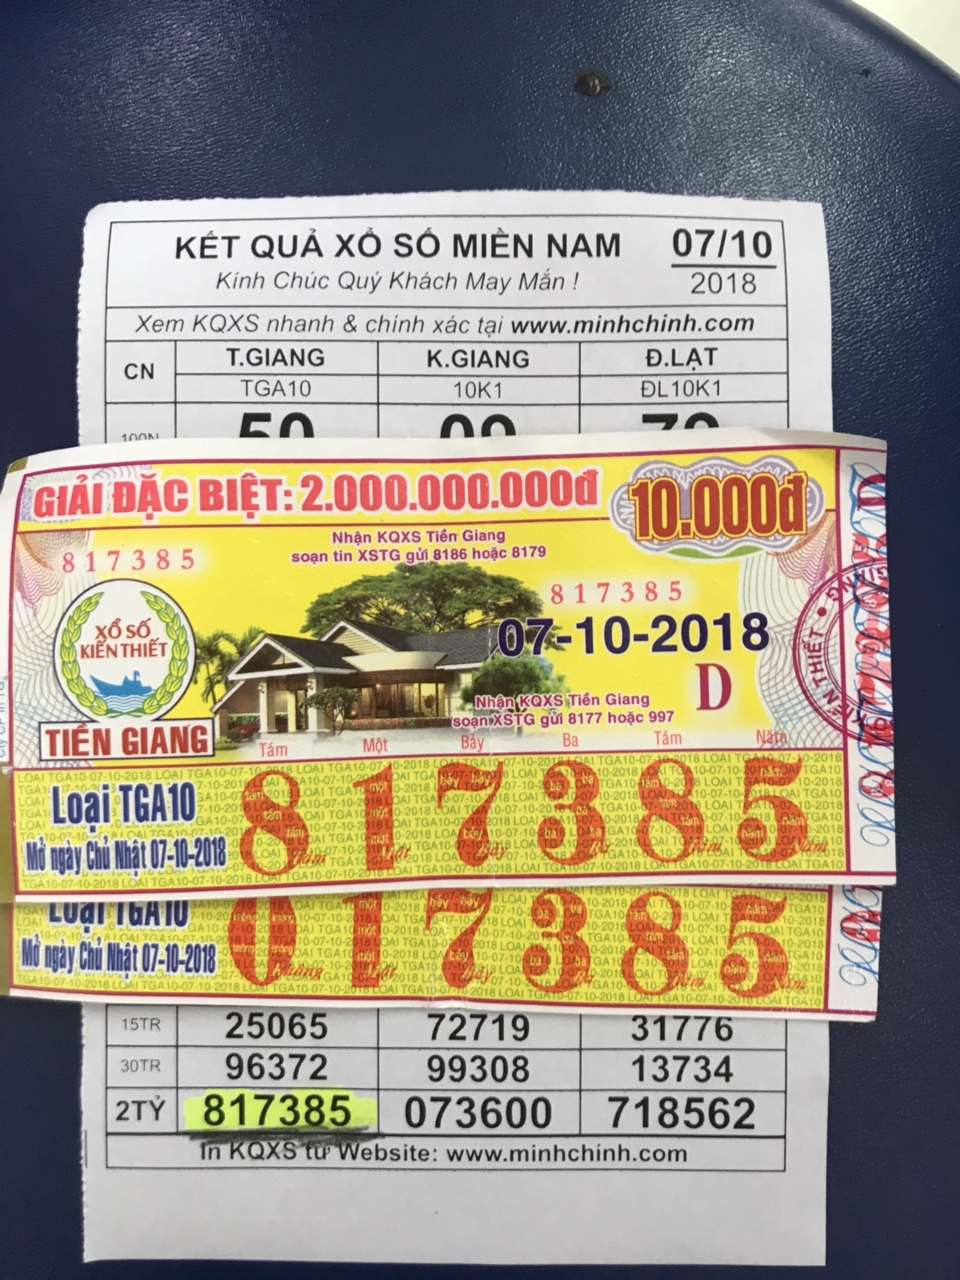 KẾT QUẢ XỔ SỐ MIỀN NAM 07/10
Kính Chúc Quý Khách May Mắn ! 2018
Xem KQXS nhanh & chính xác tại www.minhchinh.com
CN T.GIANG K.GIANG Đ.LẠT
TGA10 10K1 ĐL10K1
100N 50 09 79
GIẢI ĐẶC BIỆT: 2.000.000.000đ 10.000đ
Nhận KQXS Tiền Giang
soạn tin XSTG gửi 8186 hoặc 8179
817385
817385
XỔ SỐ
KIẾN THIẾT
07-10-2018
D
Nhận KQXS Tiền Giang
soạn XSTG gửi 8177 hoặc 997
TIỀN GIANG
Tám Một Bảy Ba Tám Năm
Loại TGA10
Mở ngày Chủ Nhật 07-10-2018
817385
Loại TGA10
Mở ngày Chủ Nhật 07-10-2018
017385
15TR 25065 72719 31776
30TR 96372 99308 13734
2TỶ 817385 073600 718562
In KQXS từ Website: www.minhchinh.com